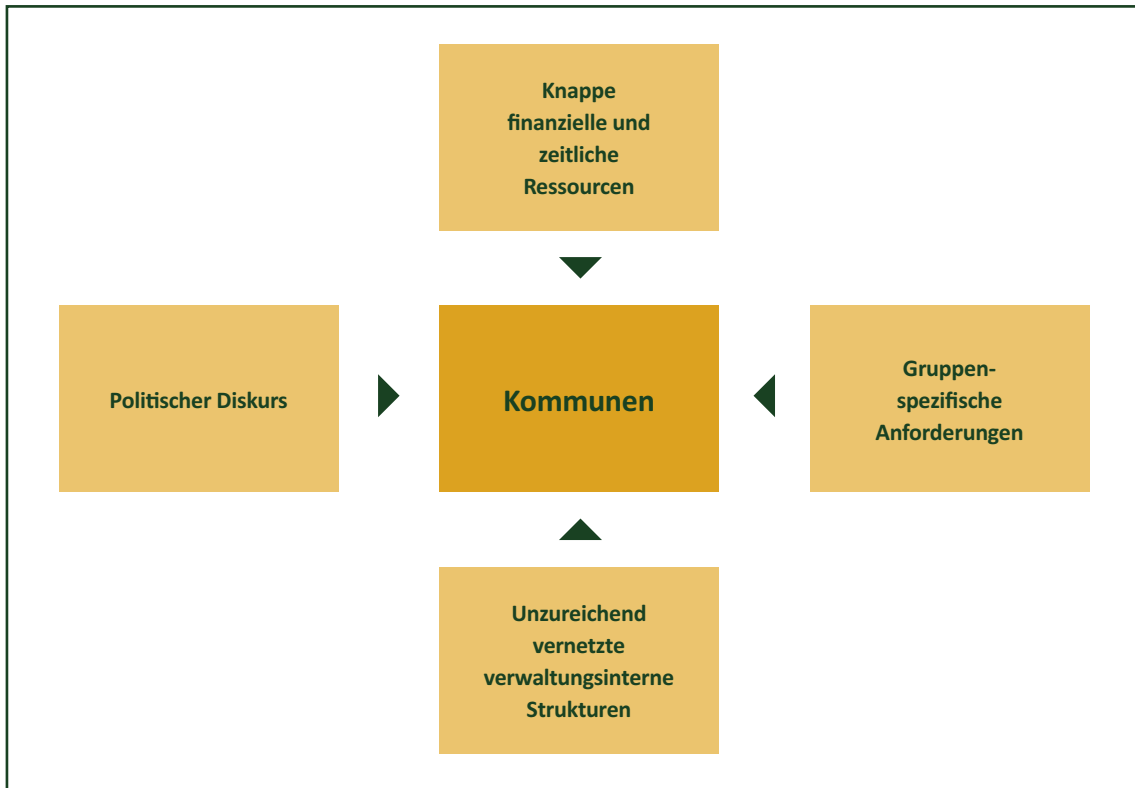 Knappe
finanzielle und
zeitliche
Ressourcen
Politischer Diskurs
Kommunen
Gruppen-
spezifische
Anforderungen
Unzureichend
vernetzte
verwaltungsinterne
Strukturen